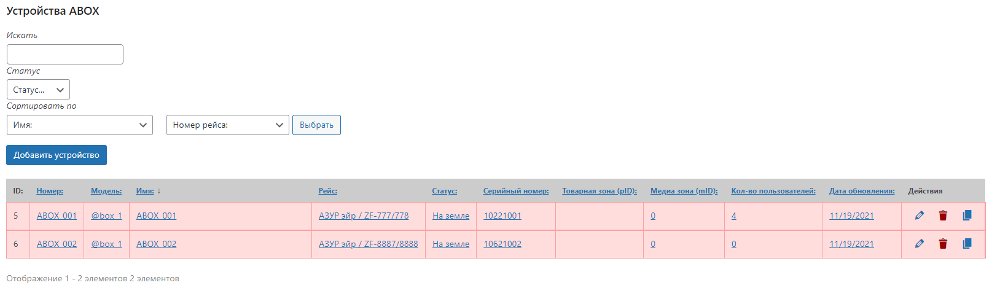 Устройства ABOX
Искать
Статус
Статус...
Сортировать по
Имя: Номер рейса: Выбрать
Добавить устройство
ID: Номер: Модель: Имя: ↓ Рейс: Статус: Серийный номер: Товарная зона (pID): Медиа зона (mID): Кол-во пользователей: Дата обновления: Действия
5 ABOX_001 @box_1 ABOX_001 АЗУР эйр / ZF-777/778 На земле 10221001 0 4 11/19/2021
6 ABOX_002 @box_1 ABOX_002 АЗУР эйр / ZF-8887/8888 На земле 10621002 0 0 11/19/2021
Отображение 1 - 2 элементов 2 элементов